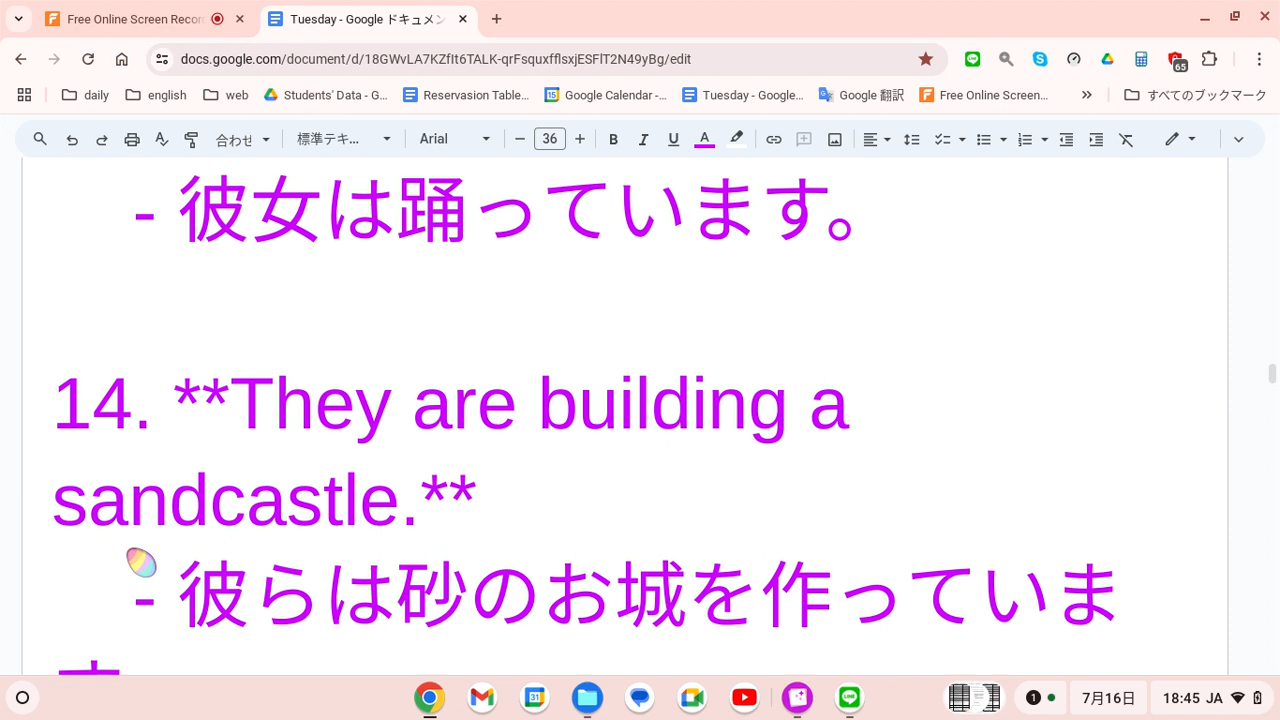 Free Online Screen Recor
Tuesday - Google ドキュメン
docs.google.com/document/d/18GWvLA7KZfIt6TALK-qrFsquxfflsxjESFlT2N49yBg/edit
65
daily
english
web
Students' Data - G...
Reservasion Table...
Google Calendar -...
Tuesday - Google...
Google 翻訳
Free Online Screen...
すべてのブックマーク
合わせ
標準テキ...
Arial
36
B I U A
- 彼女は踊っています。
14. **They are building a
sandcastle.**
- 彼らは砂のお城を作っていま
す
31
1
7月16日
18:45 JA